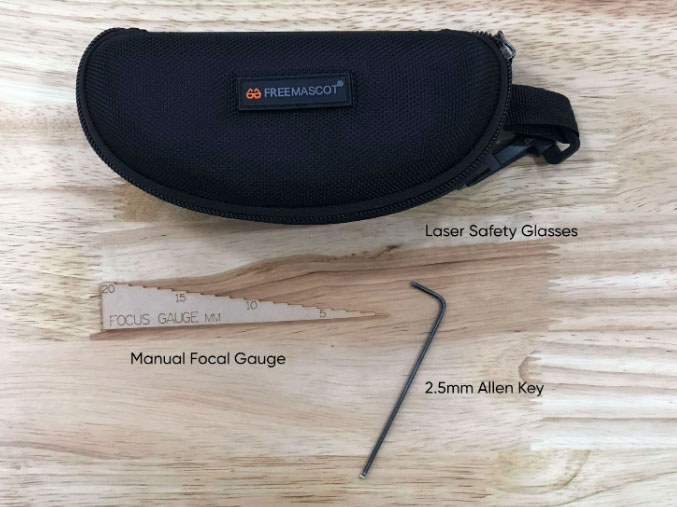 FREEMASCOT®
Laser Safety Glasses
20
15
10
5
FOCUS GAUGE MM
Manual Focal Gauge
2.5mm Allen Key